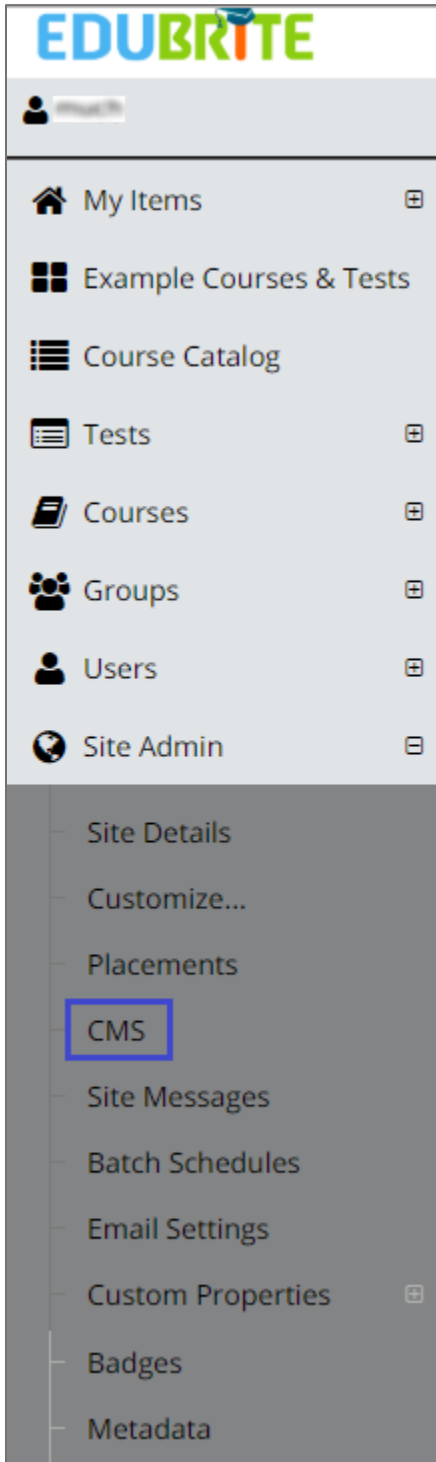 EDUBRITE
My Items
Example Courses & Tests
Course Catalog
Tests
Courses
Groups
Users
Site Admin
Site Details
Customize...
Placements
CMS
Site Messages
Batch Schedules
Email Settings
Custom Properties
Badges
Metadata